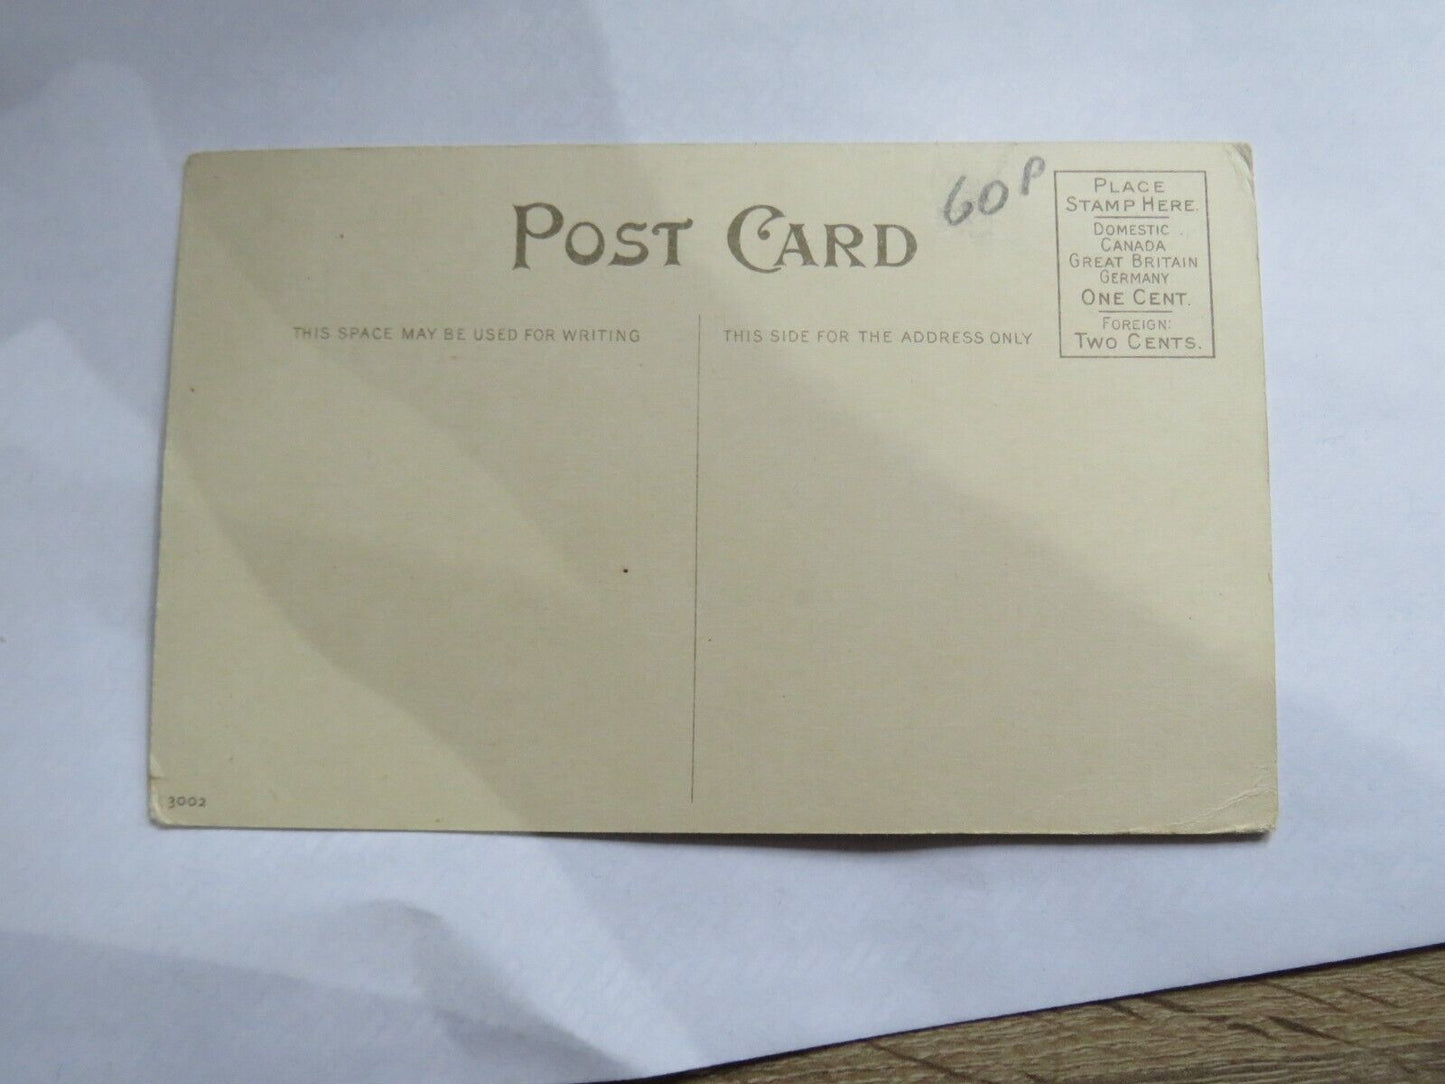 POST CARD
60P
PLACE
STAMP HERE.
DOMESTIC
CANADA
GREAT BRITAIN
GERMANY
ONE CENT.
FOREIGN:
TWO CENTS.
THIS SPACE MAY BE USED FOR WRITING
THIS SIDE FOR THE ADDRESS ONLY
3002